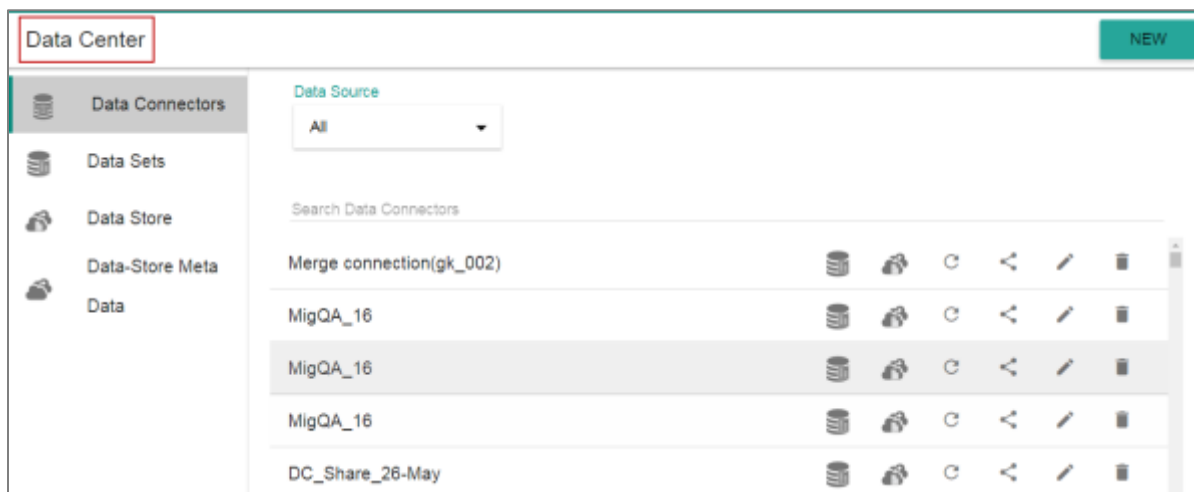 Data Center
NEW
Data Connectors
Data Sets
Data Store
Data-Store Meta
Data
Data Source
All
Search Data Connectors
Merge connection(gk_002)
MigQA_16
MigQA_16
MigQA_16
DC_Share_26-May